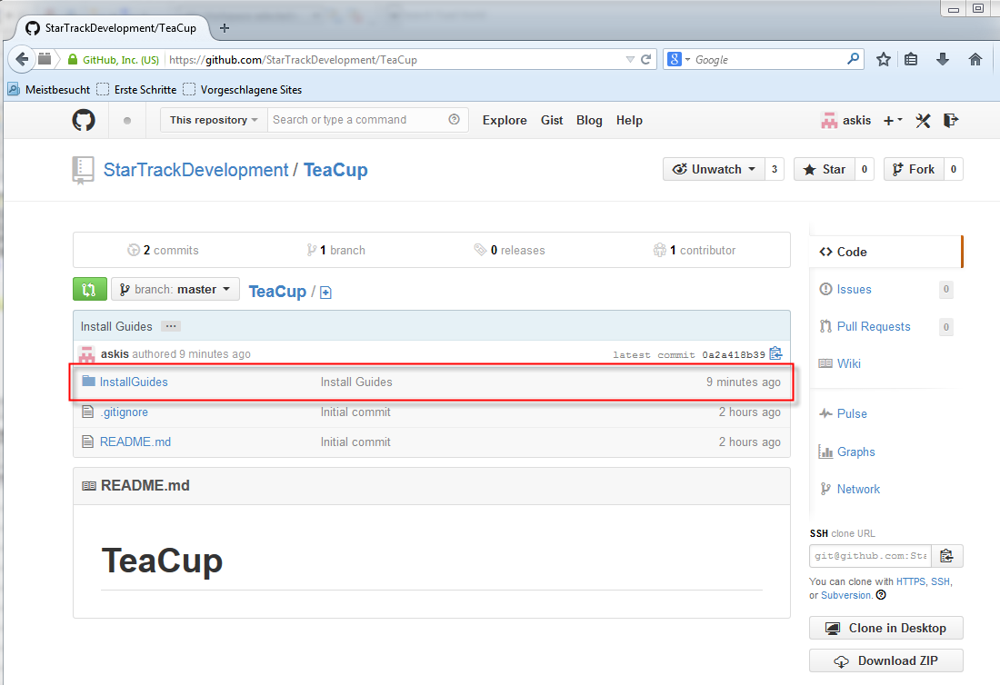 StarTrackDevelopment/TeaCup
GitHub, Inc. (US) https://github.com/StarTrackDevelopment/TeaCup
8 Google
Meistbesucht Erste Schritte Vorgeschlagene Sites
This repository Search or type a command Explore Gist Blog Help askis
StarTrackDevelopment / TeaCup
Unwatch 3 Star 0 Fork 0
2 commits 1 branch 0 releases 1 contributor
branch: master TeaCup /
Install Guides ...
askis authored 9 minutes ago latest commit 0a2a418b39
InstallGuides Install Guides 9 minutes ago
.gitignore Initial commit 2 hours ago
README.md Initial commit 2 hours ago
README.md
TeaCup
Code
Issues 0
Pull Requests 0
Wiki
Pulse
Graphs
Network
SSH clone URL
git@github.com:Sta
You can clone with HTTPS, SSH,
or Subversion.
Clone in Desktop
Download ZIP